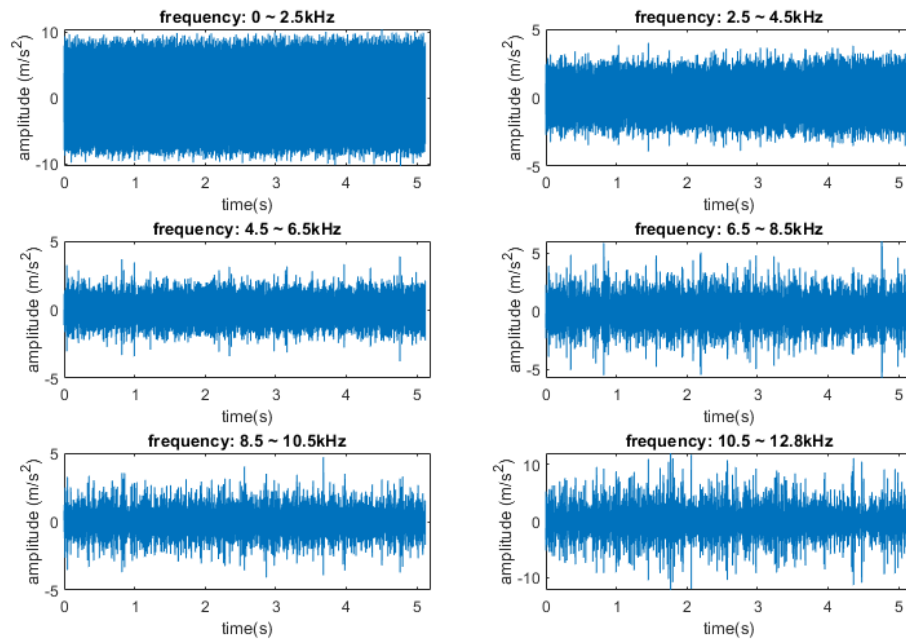 frequency: 0 ~ 2.5kHz
amplitude (m/s²)
10
0
-10
0 1 2 3 4 5
time(s)
frequency: 2.5 ~ 4.5kHz
amplitude (m/s²)
5
0
-5
0 1 2 3 4 5
time(s)
frequency: 4.5 ~ 6.5kHz
amplitude (m/s²)
5
0
-5
0 1 2 3 4 5
time(s)
frequency: 6.5 ~ 8.5kHz
amplitude (m/s²)
5
0
-5
0 1 2 3 4 5
time(s)
frequency: 8.5 ~ 10.5kHz
amplitude (m/s²)
5
0
-5
0 1 2 3 4 5
time(s)
frequency: 10.5 ~ 12.8kHz
amplitude (m/s²)
10
0
-10
0 1 2 3 4 5
time(s)